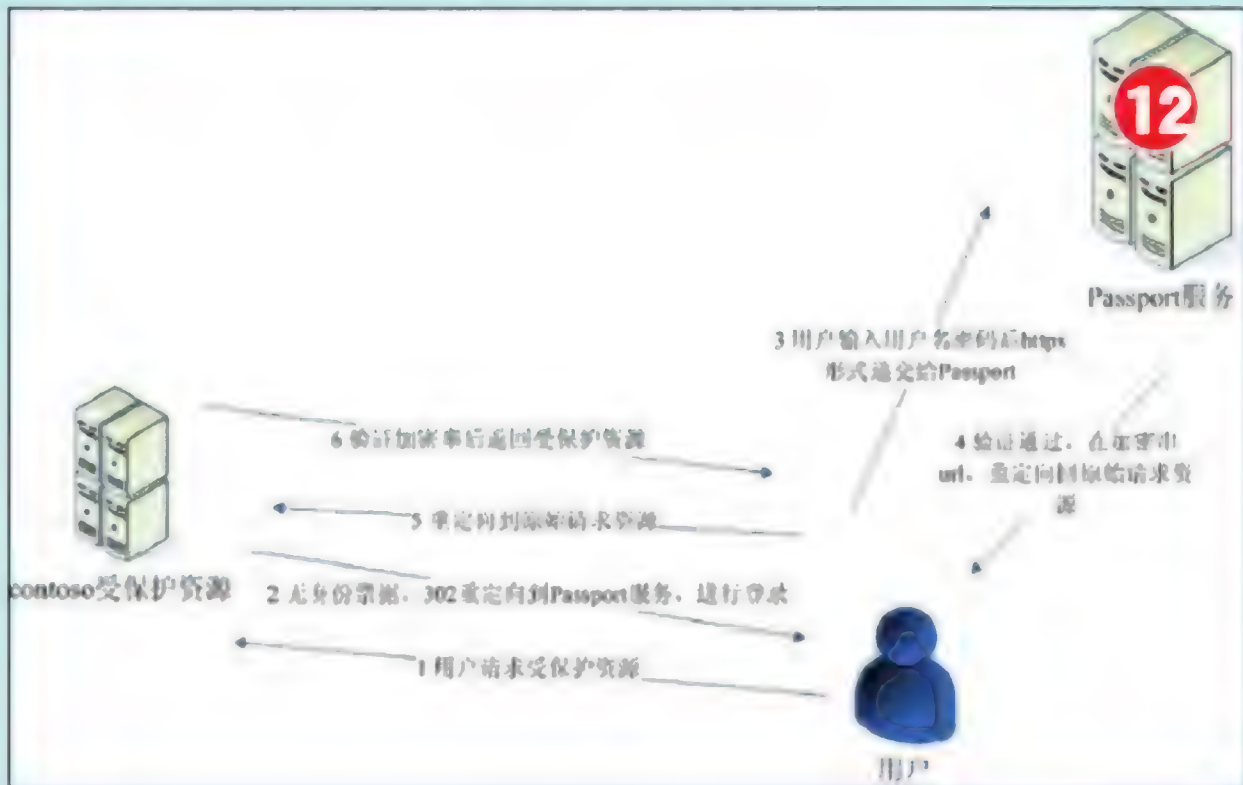 12
Passport服务
3 用户输入用户名密码后https
形式递交给Passport
6 验证加密串后返回受保护资源
4 验证通过，在加密串
url，重定向回原始请求资
源
5 重定向到原始请求资源
contoso受保护资源
2 无身份票据，302重定向到Passport服务，进行登录
1 用户请求受保护资源
用户